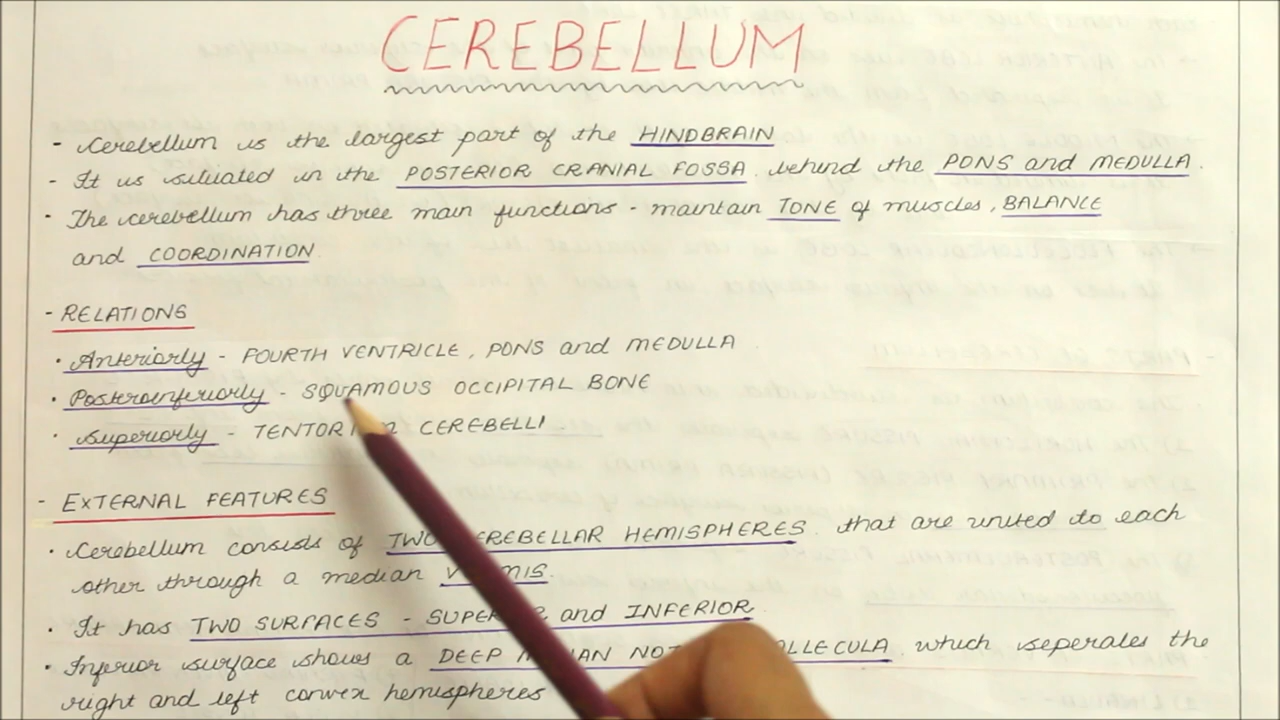 CEREBELLUM
- Cerebellum is the largest part of the HINDBRAIN
- It is situated in the POSTERIOR CRANIAL FOSSA behind the PONS and MEDULLA.
- The cerebellum has three main functions - maintain TONE of muscles, BALANCE
and COORDINATION.
- RELATIONS
· Anteriorly - FOURTH VENTRICLE, PONS and MEDULLA
· Posteroinferiorly - SQUAMOUS OCCIPITAL BONE
· Superiorly - CEREBELLI
- EXTERNAL FEATURES
· Cerebellum consists of TWO HEMISPHERES that are united to each
other through a median
· It has TWO SURFACES - and INFERIOR
· Inferior surface shows a DEEP which seperates the
right and left convex hemispheres